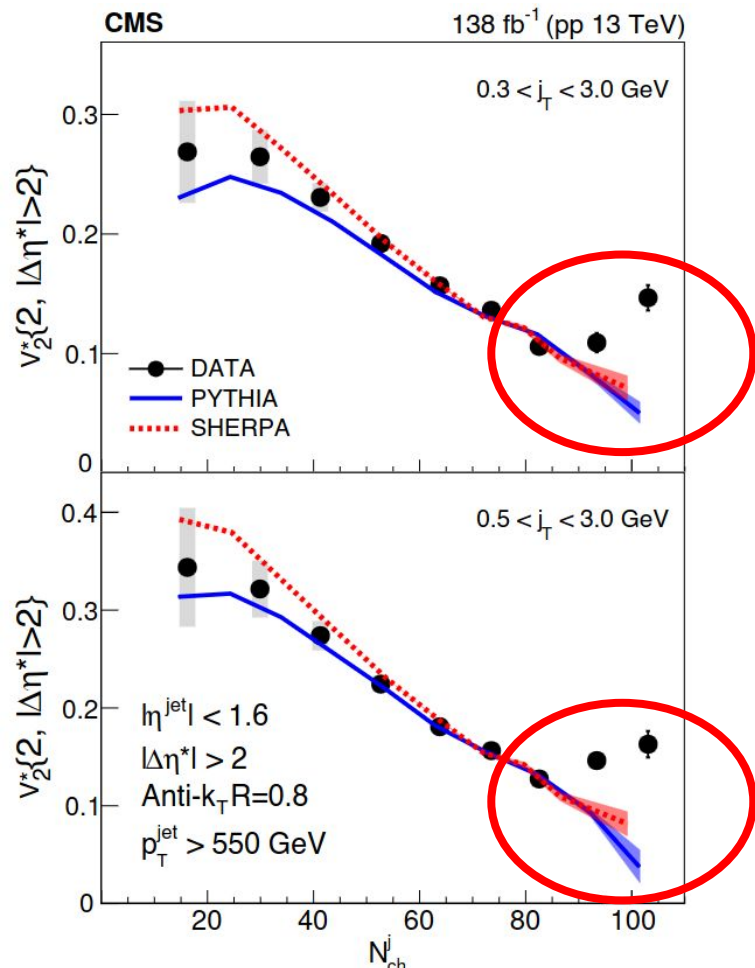 CMS 138 fb⁻¹ (pp 13 TeV)
0.3 < j_T < 3.0 GeV
v₂*{2, |Δη*|>2}
0.3
0.2
0.1
0
DATA
PYTHIA
SHERPA
0.5 < j_T < 3.0 GeV
v₂*{2, |Δη*|>2}
0.4
0.3
0.2
0.1
0
|η^jet| < 1.6
|Δη*| > 2
Anti-k_T R=0.8
p_T^jet > 550 GeV
20 40 60 80 100
N_ch^j